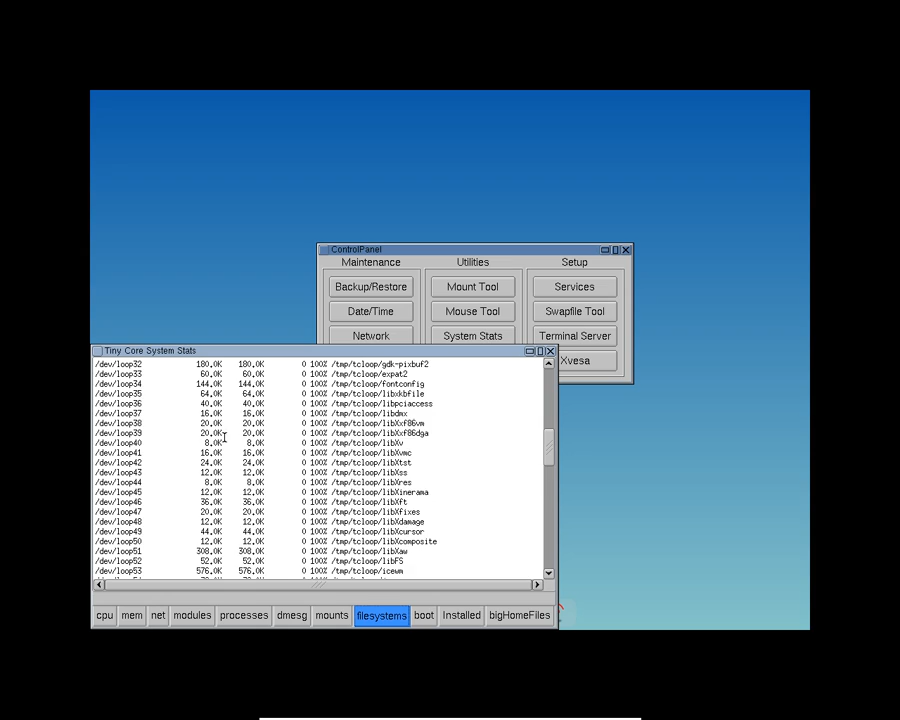 ControlPanel
Maintenance Utilities Setup
Backup/Restore Mount Tool Services
Date/Time Mouse Tool Swapfile Tool
Network System Stats Terminal Server
Xvesa
Tiny Core System Stats
/dev/loop32 180.0K 180.0K 0 100% /tmp/tcloop/gdk-pixbuf2
/dev/loop33 60.0K 60.0K 0 100% /tmp/tcloop/expat2
/dev/loop34 144.0K 144.0K 0 100% /tmp/tcloop/fontconfig
/dev/loop35 64.0K 64.0K 0 100% /tmp/tcloop/libxkbfile
/dev/loop36 40.0K 40.0K 0 100% /tmp/tcloop/libpciaccess
/dev/loop37 16.0K 16.0K 0 100% /tmp/tcloop/libdmx
/dev/loop38 20.0K 20.0K 0 100% /tmp/tcloop/libXxf86vm
/dev/loop39 20.0K 20.0K 0 100% /tmp/tcloop/libXxf86dga
/dev/loop40 8.0K 8.0K 0 100% /tmp/tcloop/libXv
/dev/loop41 16.0K 16.0K 0 100% /tmp/tcloop/libXvmc
/dev/loop42 24.0K 24.0K 0 100% /tmp/tcloop/libXtst
/dev/loop43 12.0K 12.0K 0 100% /tmp/tcloop/libXss
/dev/loop44 8.0K 8.0K 0 100% /tmp/tcloop/libXres
/dev/loop45 12.0K 12.0K 0 100% /tmp/tcloop/libXinerama
/dev/loop46 36.0K 36.0K 0 100% /tmp/tcloop/libXft
/dev/loop47 20.0K 20.0K 0 100% /tmp/tcloop/libXfixes
/dev/loop48 12.0K 12.0K 0 100% /tmp/tcloop/libXdamage
/dev/loop49 44.0K 44.0K 0 100% /tmp/tcloop/libXcursor
/dev/loop50 12.0K 12.0K 0 100% /tmp/tcloop/libXcomposite
/dev/loop51 308.0K 308.0K 0 100% /tmp/tcloop/libXaw
/dev/loop52 52.0K 52.0K 0 100% /tmp/tcloop/libFS
/dev/loop53 576.0K 576.0K 0 100% /tmp/tcloop/icewm
cpu mem net modules processes dmesg mounts filesystems boot Installed bigHomeFiles